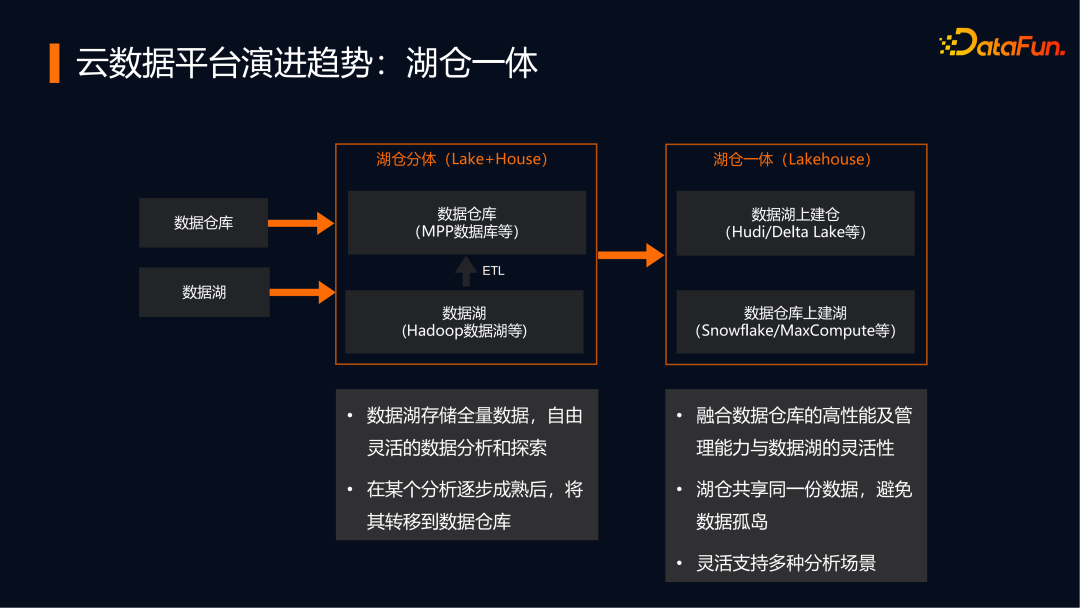 云数据平台演进趋势：湖仓一体
DataFun.
数据仓库
数据湖
湖仓分体（Lake+House）
数据仓库
（MPP数据库等）
ETL
数据湖
(Hadoop数据湖等)
湖仓一体（Lakehouse）
数据湖上建仓
（Hudi/Delta Lake等）
数据仓库上建湖
（Snowflake/MaxCompute等）
• 数据湖存储全量数据，自由
灵活的数据分析和探索
• 在某个分析逐步成熟后，将
其转移到数据仓库
• 融合数据仓库的高性能及管
理能力与数据湖的灵活性
• 湖仓共享同一份数据，避免
数据孤岛
• 灵活支持多种分析场景